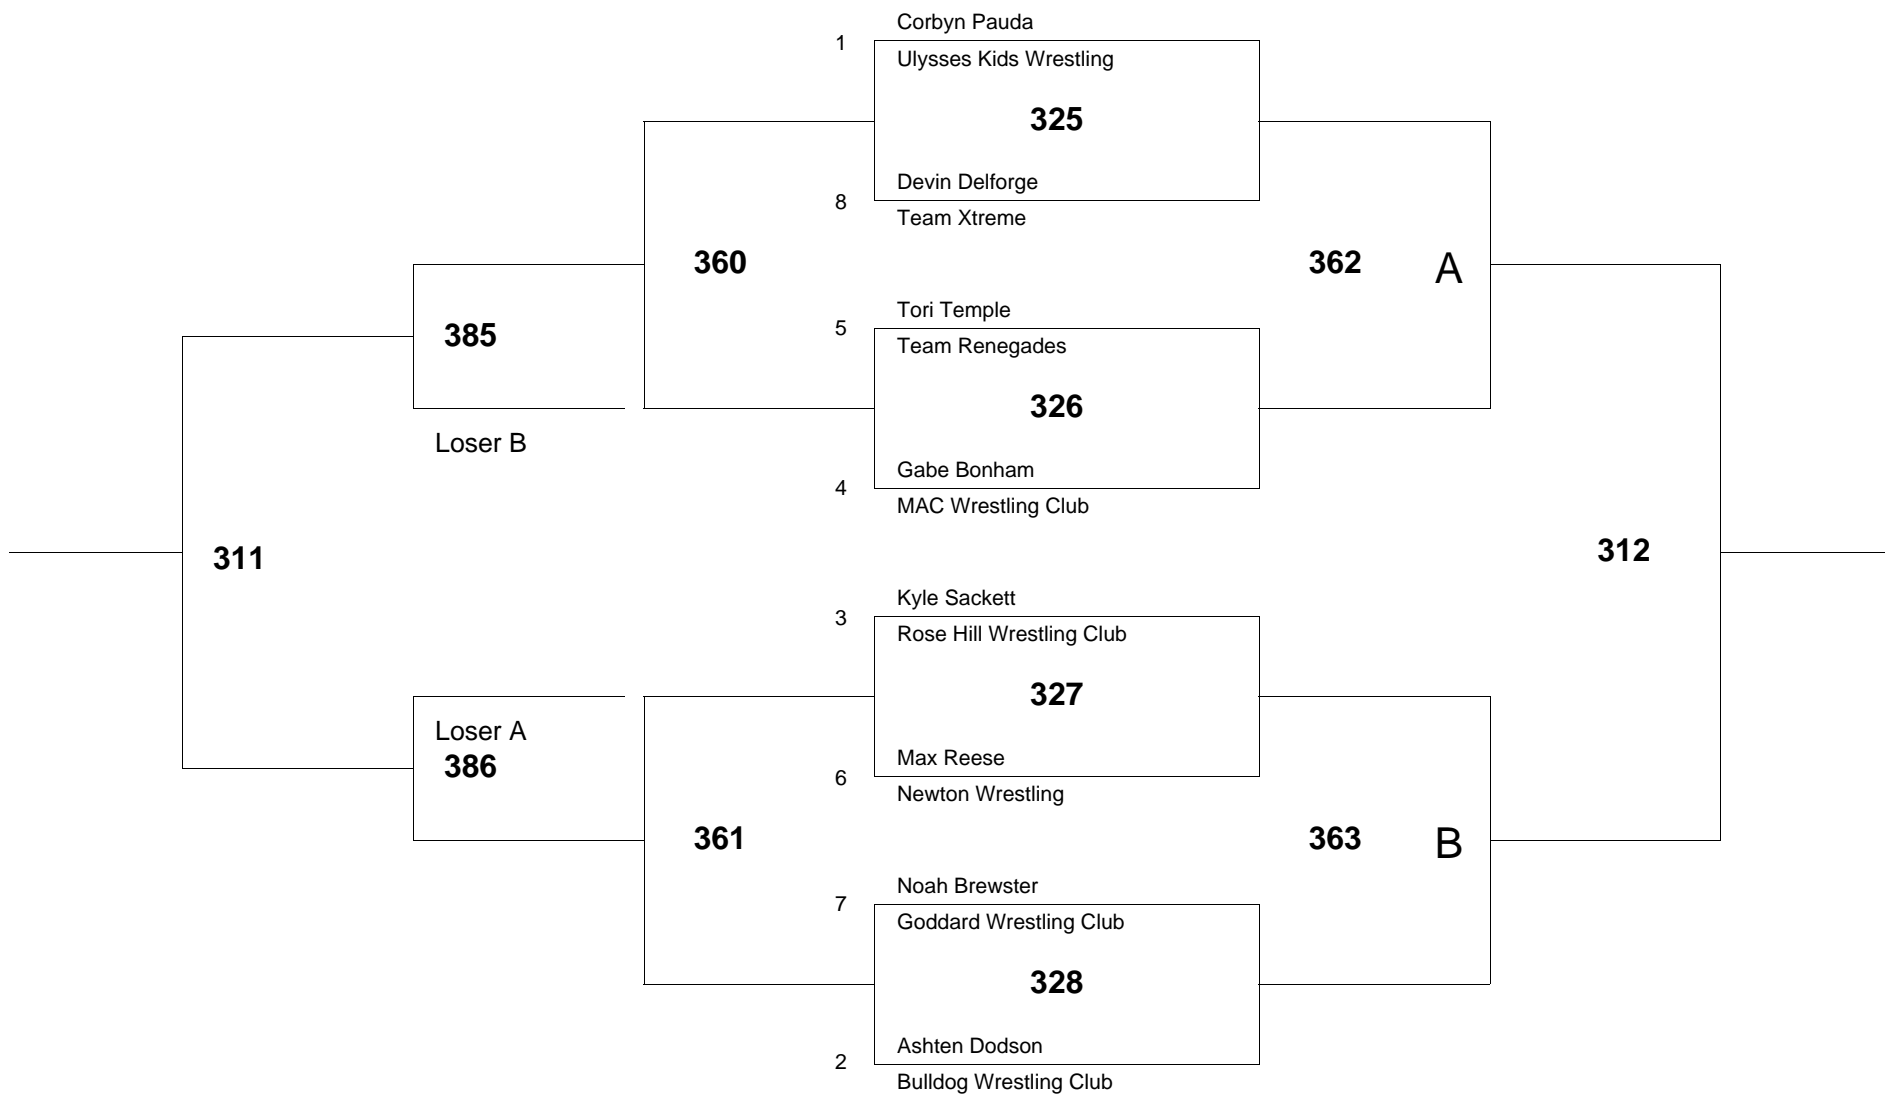 Corbyn Pauda
1
Ulysses Kids Wrestling
325
Devin Delforge
8
Team Xtreme
360
362
A
Tori Temple
5
Team Renegades
385
326
Loser B
Gabe Bonham
4
MAC Wrestling Club
311
312
Kyle Sackett
3
Rose Hill Wrestling Club
327
Loser A
386
Max Reese
6
Newton Wrestling
361
363
B
Noah Brewster
7
Goddard Wrestling Club
328
Ashten Dodson
2
Bulldog Wrestling Club